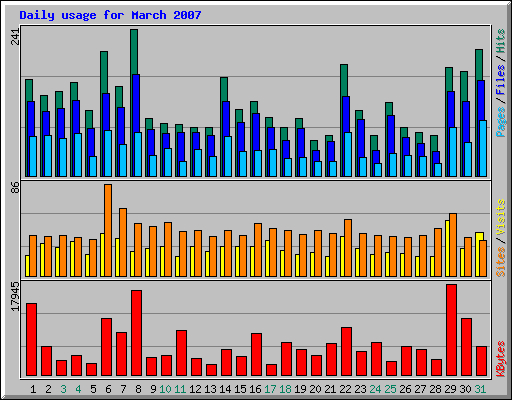 Daily usage for March 2007
241
Pages / Files / Hits
86
Sites / Visits
17945
KBytes
1 2 3 4 5 6 7 8 9 10 11 12 13 14 15 16 17 18 19 20 21 22 23 24 25 26 27 28 29 30 31